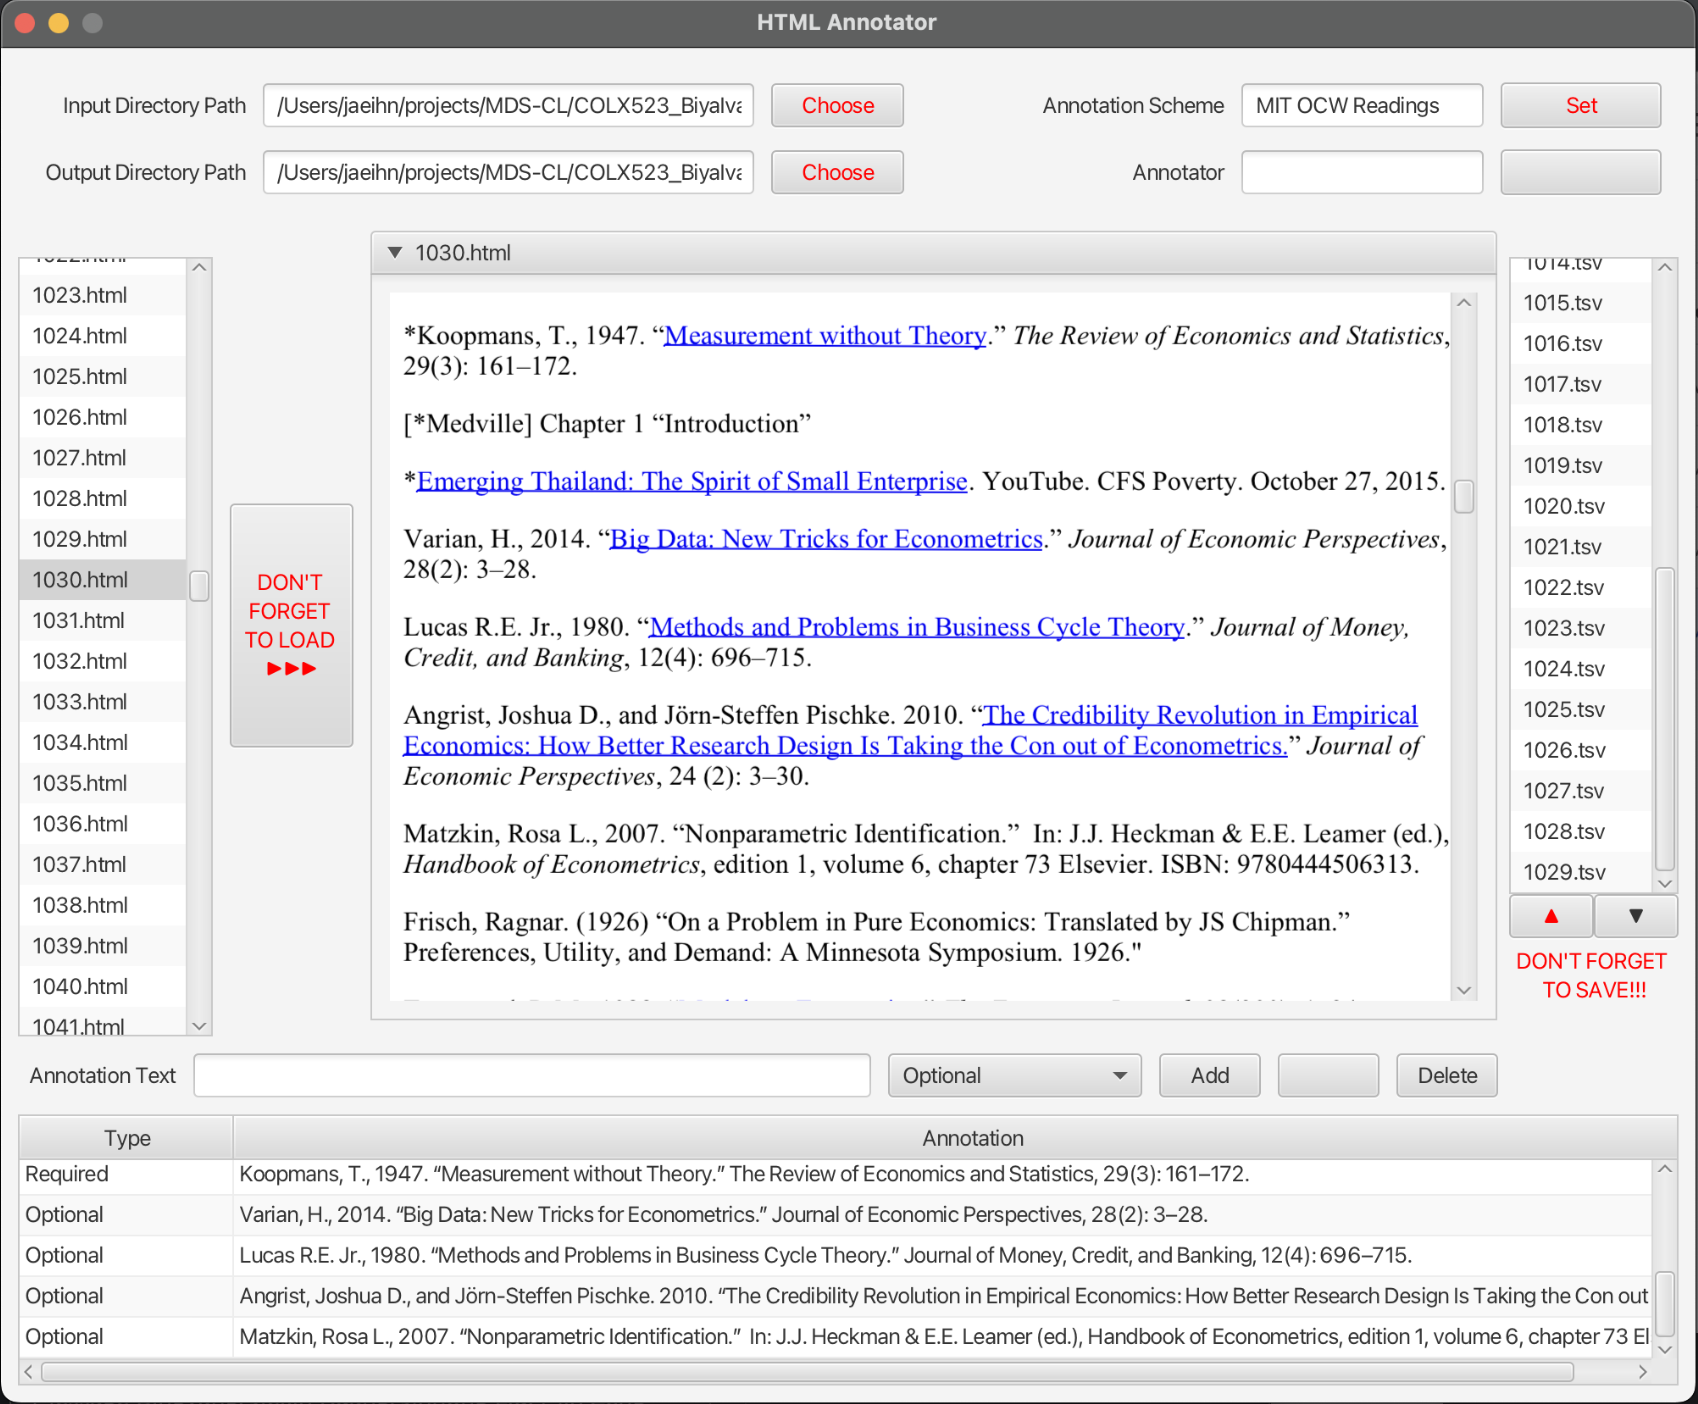 HTML Annotator
Input Directory Path /Users/jaeihn/projects/MDS-CL/COLX523_Biyalva Choose Annotation Scheme MIT OCW Readings Set
Output Directory Path /Users/jaeihn/projects/MDS-CL/COLX523_Biyalva Choose Annotator
1022.html
1023.html
1024.html
1025.html
1026.html
1027.html
1028.html
1029.html
1030.html
1031.html
1032.html
1033.html
1034.html
1035.html
1036.html
1037.html
1038.html
1039.html
1040.html
1041.html
DON'T
FORGET
TO LOAD
▶▶▶
▼ 1030.html
*Koopmans, T., 1947. “Measurement without Theory.” The Review of Economics and Statistics,
29(3): 161–172.
[*Medville] Chapter 1 “Introduction”
*Emerging Thailand: The Spirit of Small Enterprise. YouTube. CFS Poverty. October 27, 2015.
Varian, H., 2014. “Big Data: New Tricks for Econometrics.” Journal of Economic Perspectives,
28(2): 3–28.
Lucas R.E. Jr., 1980. “Methods and Problems in Business Cycle Theory.” Journal of Money,
Credit, and Banking, 12(4): 696–715.
Angrist, Joshua D., and Jörn-Steffen Pischke. 2010. “The Credibility Revolution in Empirical
Economics: How Better Research Design Is Taking the Con out of Econometrics.” Journal of
Economic Perspectives, 24 (2): 3–30.
Matzkin, Rosa L., 2007. “Nonparametric Identification.”  In: J.J. Heckman & E.E. Leamer (ed.),
Handbook of Econometrics, edition 1, volume 6, chapter 73 Elsevier. ISBN: 9780444506313.
Frisch, Ragnar. (1926) “On a Problem in Pure Economics: Translated by JS Chipman.”
Preferences, Utility, and Demand: A Minnesota Symposium. 1926."
1014.tsv
1015.tsv
1016.tsv
1017.tsv
1018.tsv
1019.tsv
1020.tsv
1021.tsv
1022.tsv
1023.tsv
1024.tsv
1025.tsv
1026.tsv
1027.tsv
1028.tsv
1029.tsv
▲ ▼
DON'T FORGET
TO SAVE!!!
Annotation Text Optional Add Delete
Type Annotation
Required Koopmans, T., 1947. “Measurement without Theory.” The Review of Economics and Statistics, 29(3): 161–172.
Optional Varian, H., 2014. “Big Data: New Tricks for Econometrics.” Journal of Economic Perspectives, 28(2): 3–28.
Optional Lucas R.E. Jr., 1980. “Methods and Problems in Business Cycle Theory.” Journal of Money, Credit, and Banking, 12(4): 696–715.
Optional Angrist, Joshua D., and Jörn-Steffen Pischke. 2010. “The Credibility Revolution in Empirical Economics: How Better Research Design Is Taking the Con out
Optional Matzkin, Rosa L., 2007. “Nonparametric Identification.”  In: J.J. Heckman & E.E. Leamer (ed.), Handbook of Econometrics, edition 1, volume 6, chapter 73 El